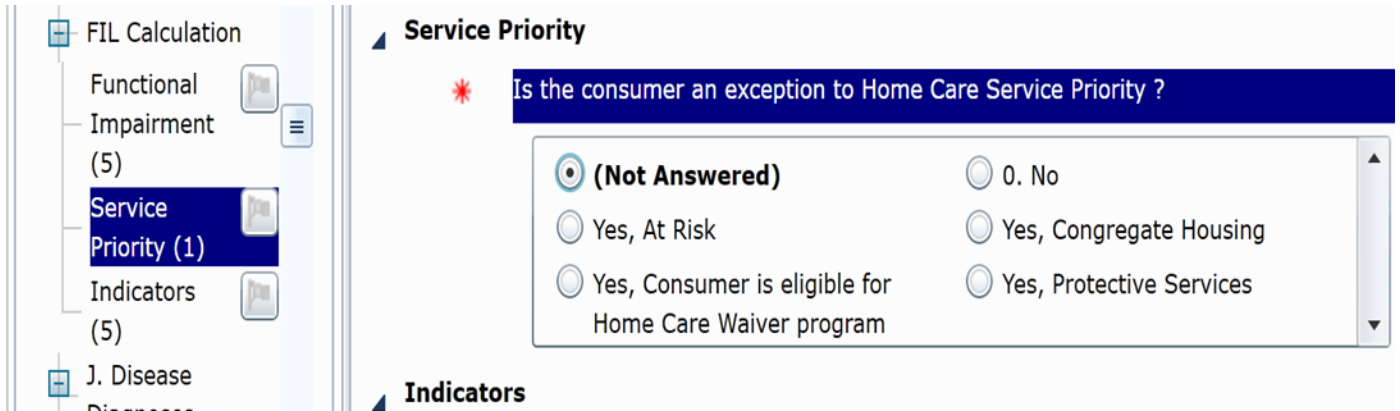 FIL Calculation
Functional
Impairment
(5)
Service
Priority (1)
Indicators
(5)
J. Disease
Service Priority
Is the consumer an exception to Home Care Service Priority ?
(Not Answered)
0. No
Yes, At Risk
Yes, Congregate Housing
Yes, Consumer is eligible for
Home Care Waiver program
Yes, Protective Services
Indicators